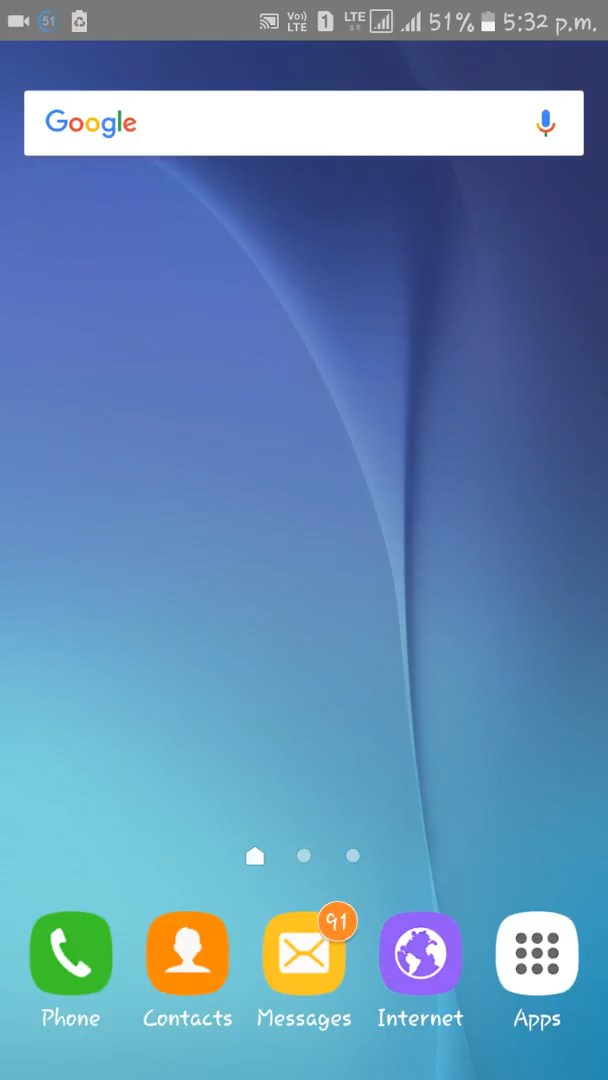 51 Vo)) LTE 1 LTE 51% 5:32 p.m.
Google
91
Phone Contacts Messages Internet Apps